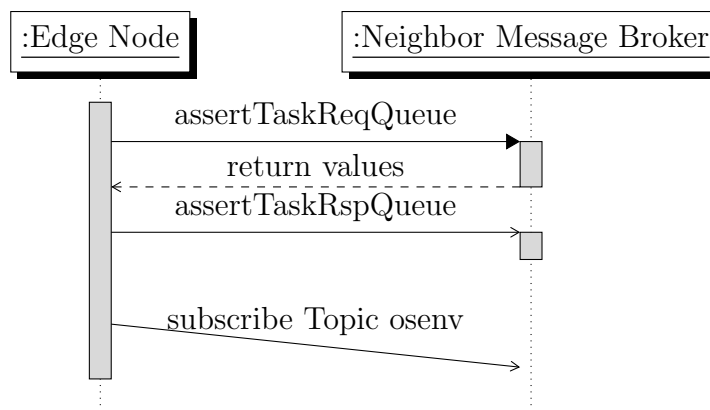 :Edge Node
:Neighbor Message Broker
assertTaskReqQueue
return values
assertTaskRspQueue
subscribe Topic osenv